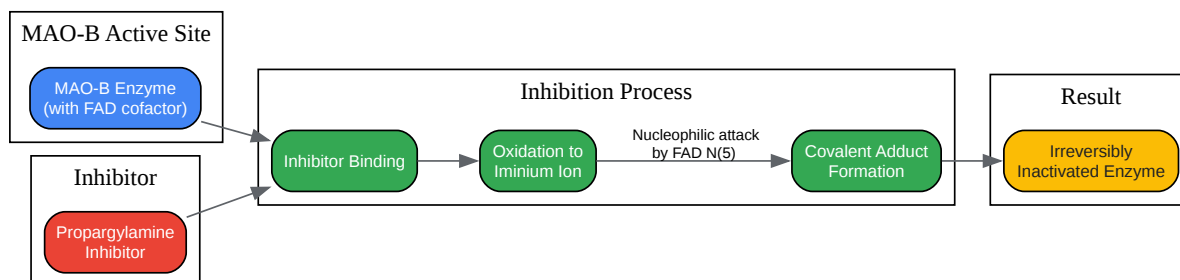 MAO-B Active Site
MAO-B Enzyme
(with FAD cofactor)
Inhibitor
Propargylamine
Inhibitor
Inhibition Process
Inhibitor Binding
Oxidation to
Iminium Ion
Nucleophilic attack
by FAD N(5)
Covalent Adduct
Formation
Result
Irreversibly
Inactivated Enzyme